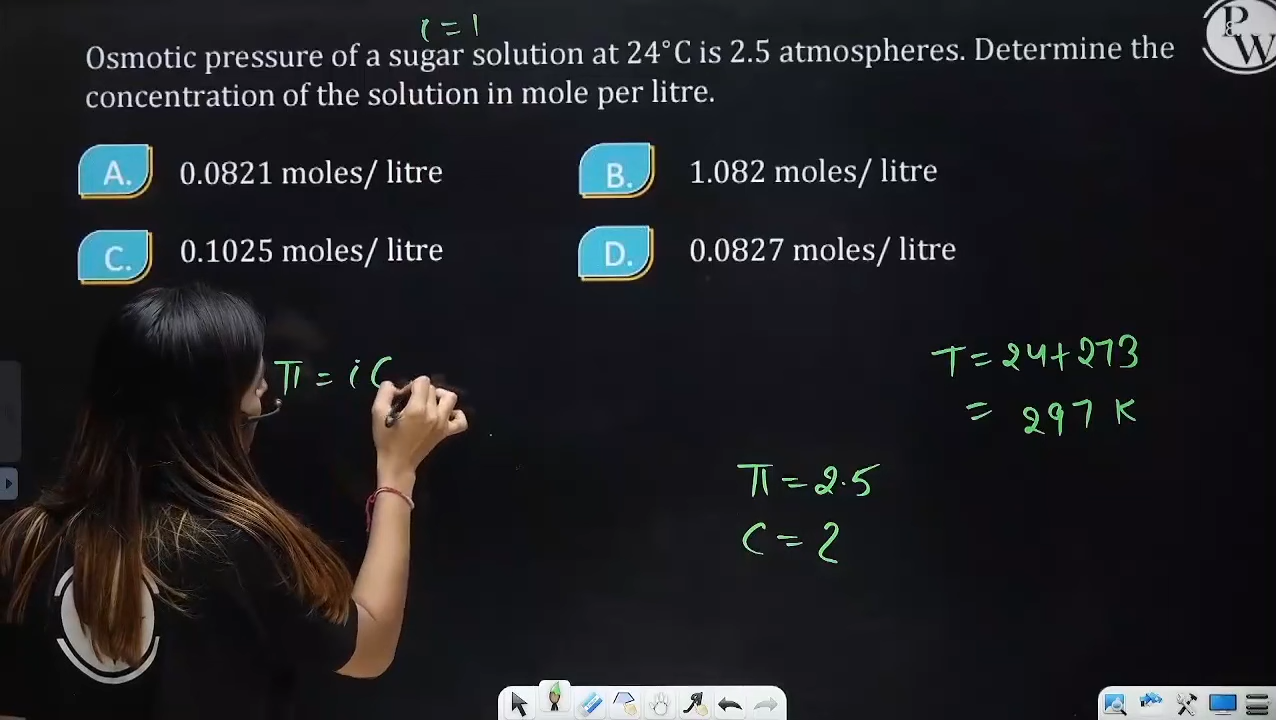 i = 1
Osmotic pressure of a sugar solution at 24°C is 2.5 atmospheres. Determine the
concentration of the solution in mole per litre.
A. 0.0821 moles/ litre
B. 1.082 moles/ litre
C. 0.1025 moles/ litre
D. 0.0827 moles/ litre
π = i C
T = 24+273
= 297 K
π = 2.5
C = ?
P&W